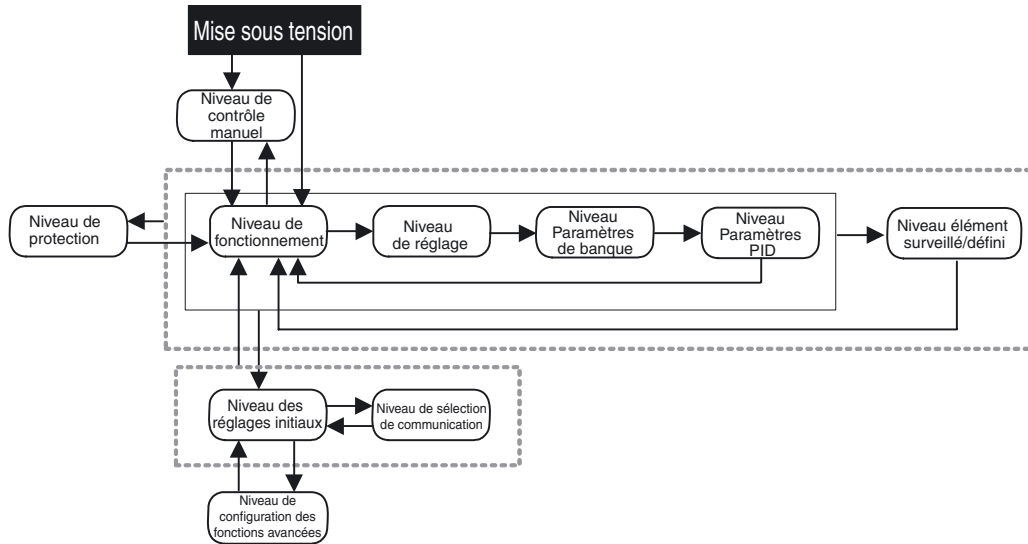 Mise sous tension
Niveau de
contrôle
manuel
Niveau de
protection
Niveau de
fonctionnement
Niveau
de réglage
Niveau
Paramètres
de banque
Niveau
Paramètres
PID
Niveau élément
surveillé/défini
Niveau des
réglages initiaux
Niveau de sélection
de communication
Niveau de
configuration des
fonctions avancées